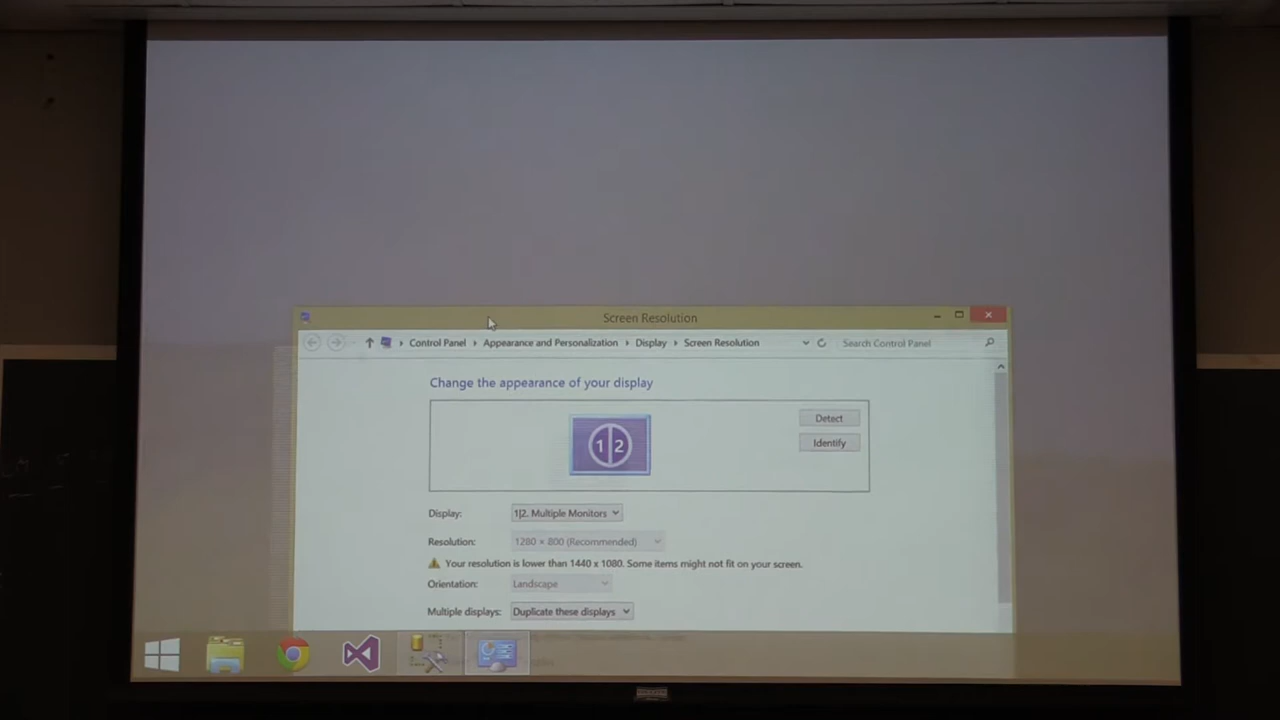 Screen Resolution
Control Panel Appearance and Personalization Display Screen Resolution Search Control Panel
Change the appearance of your display
1|2
Detect
Identify
Display: 1|2. Multiple Monitors
Resolution: 1280 × 800 (Recommended)
Your resolution is lower than 1440 x 1080. Some items might not fit on your screen.
Orientation: Landscape
Multiple displays: Duplicate these displays